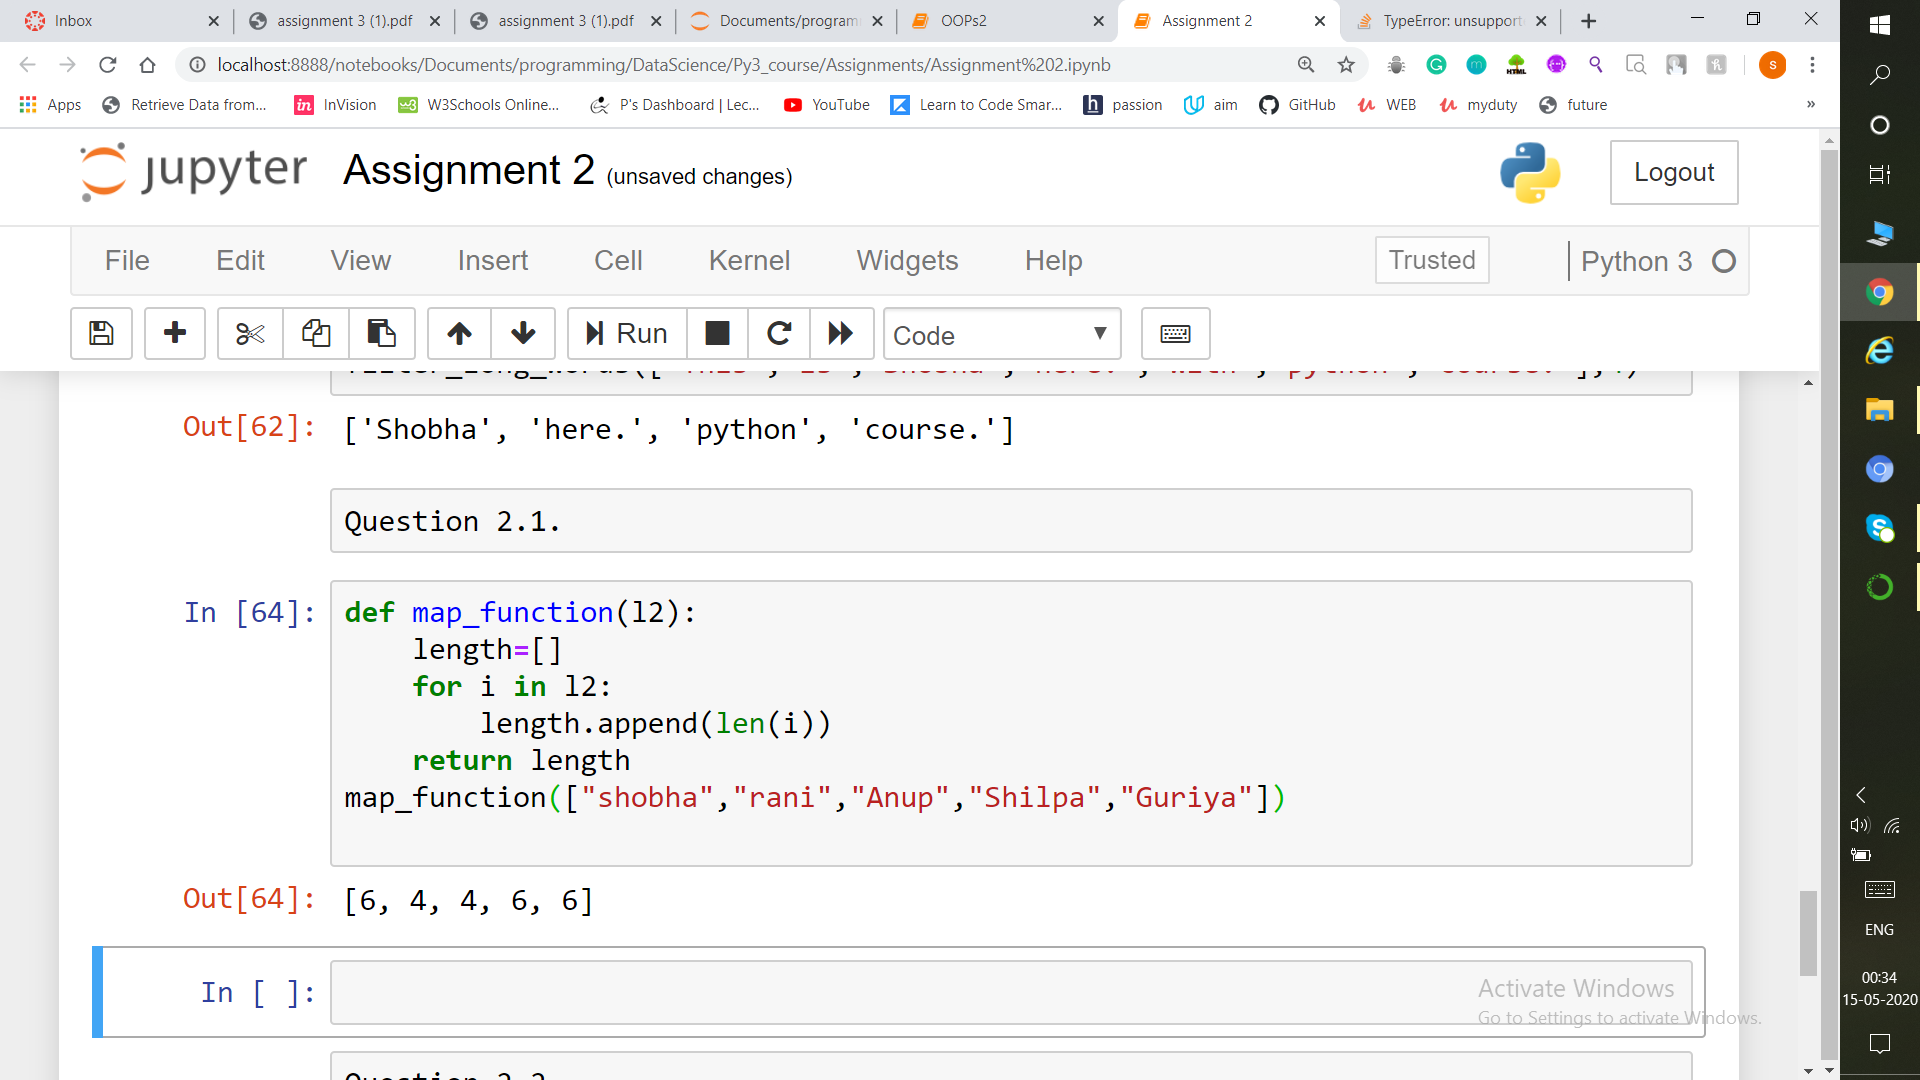 Inbox
assignment 3 (1).pdf
assignment 3 (1).pdf
Documents/program
OOPs2
Assignment 2
TypeError: unsupport
localhost:8888/notebooks/Documents/programming/DataScience/Py3_course/Assignments/Assignment%202.ipynb
Apps
Retrieve Data from...
InVision
W3Schools Online...
P's Dashboard | Lec...
YouTube
Learn to Code Smar...
passion
aim
GitHub
WEB
myduty
future
»
jupyter Assignment 2 (unsaved changes)
Logout
File Edit View Insert Cell Kernel Widgets Help
Trusted
Python 3
Run
Code
Out[62]: ['Shobha', 'here.', 'python', 'course.']
Question 2.1.
In [64]: def map_function(l2):
length=[]
for i in l2:
length.append(len(i))
return length
map_function(["shobha","rani","Anup","Shilpa","Guriya"])
Out[64]: [6, 4, 4, 6, 6]
In [ ]:
Activate Windows
Go to Settings to activate Windows.
ENG
00:34
15-05-2020